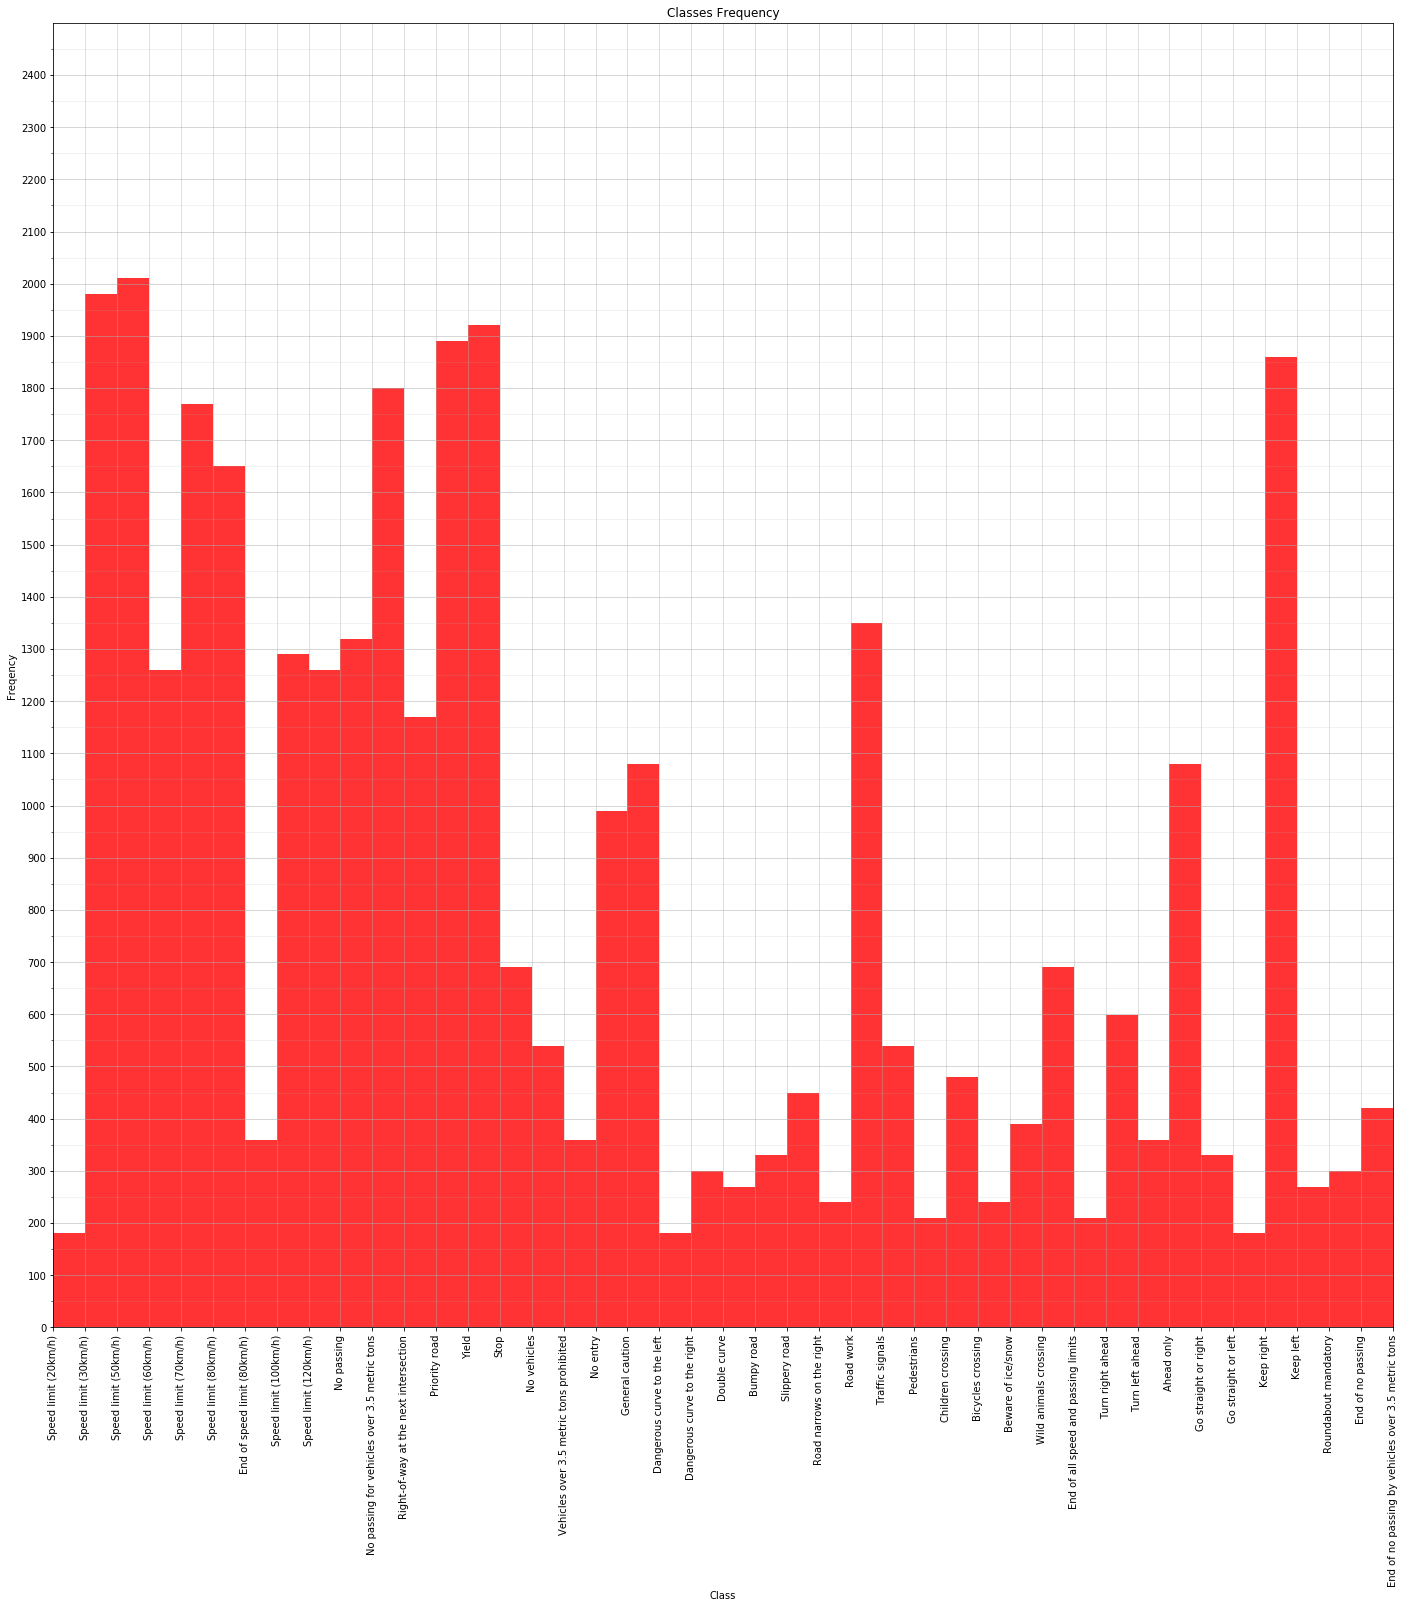 Classes Frequency
2400
2300
2200
2100
2000
1900
1800
1700
1600
1500
1400
1300
1200
1100
1000
900
800
700
600
500
400
300
200
100
0
Freqency
Speed limit (20km/h)
Speed limit (30km/h)
Speed limit (50km/h)
Speed limit (60km/h)
Speed limit (70km/h)
Speed limit (80km/h)
End of speed limit (80km/h)
Speed limit (100km/h)
Speed limit (120km/h)
No passing
No passing for vehicles over 3.5 metric tons
Right-of-way at the next intersection
Priority road
Yield
Stop
No vehicles
Vehicles over 3.5 metric tons prohibited
No entry
General caution
Dangerous curve to the left
Dangerous curve to the right
Double curve
Bumpy road
Slippery road
Road narrows on the right
Road work
Traffic signals
Pedestrians
Children crossing
Bicycles crossing
Beware of ice/snow
Wild animals crossing
End of all speed and passing limits
Turn right ahead
Turn left ahead
Ahead only
Go straight or right
Go straight or left
Keep right
Keep left
Roundabout mandatory
End of no passing
End of no passing by vehicles over 3.5 metric tons
Class